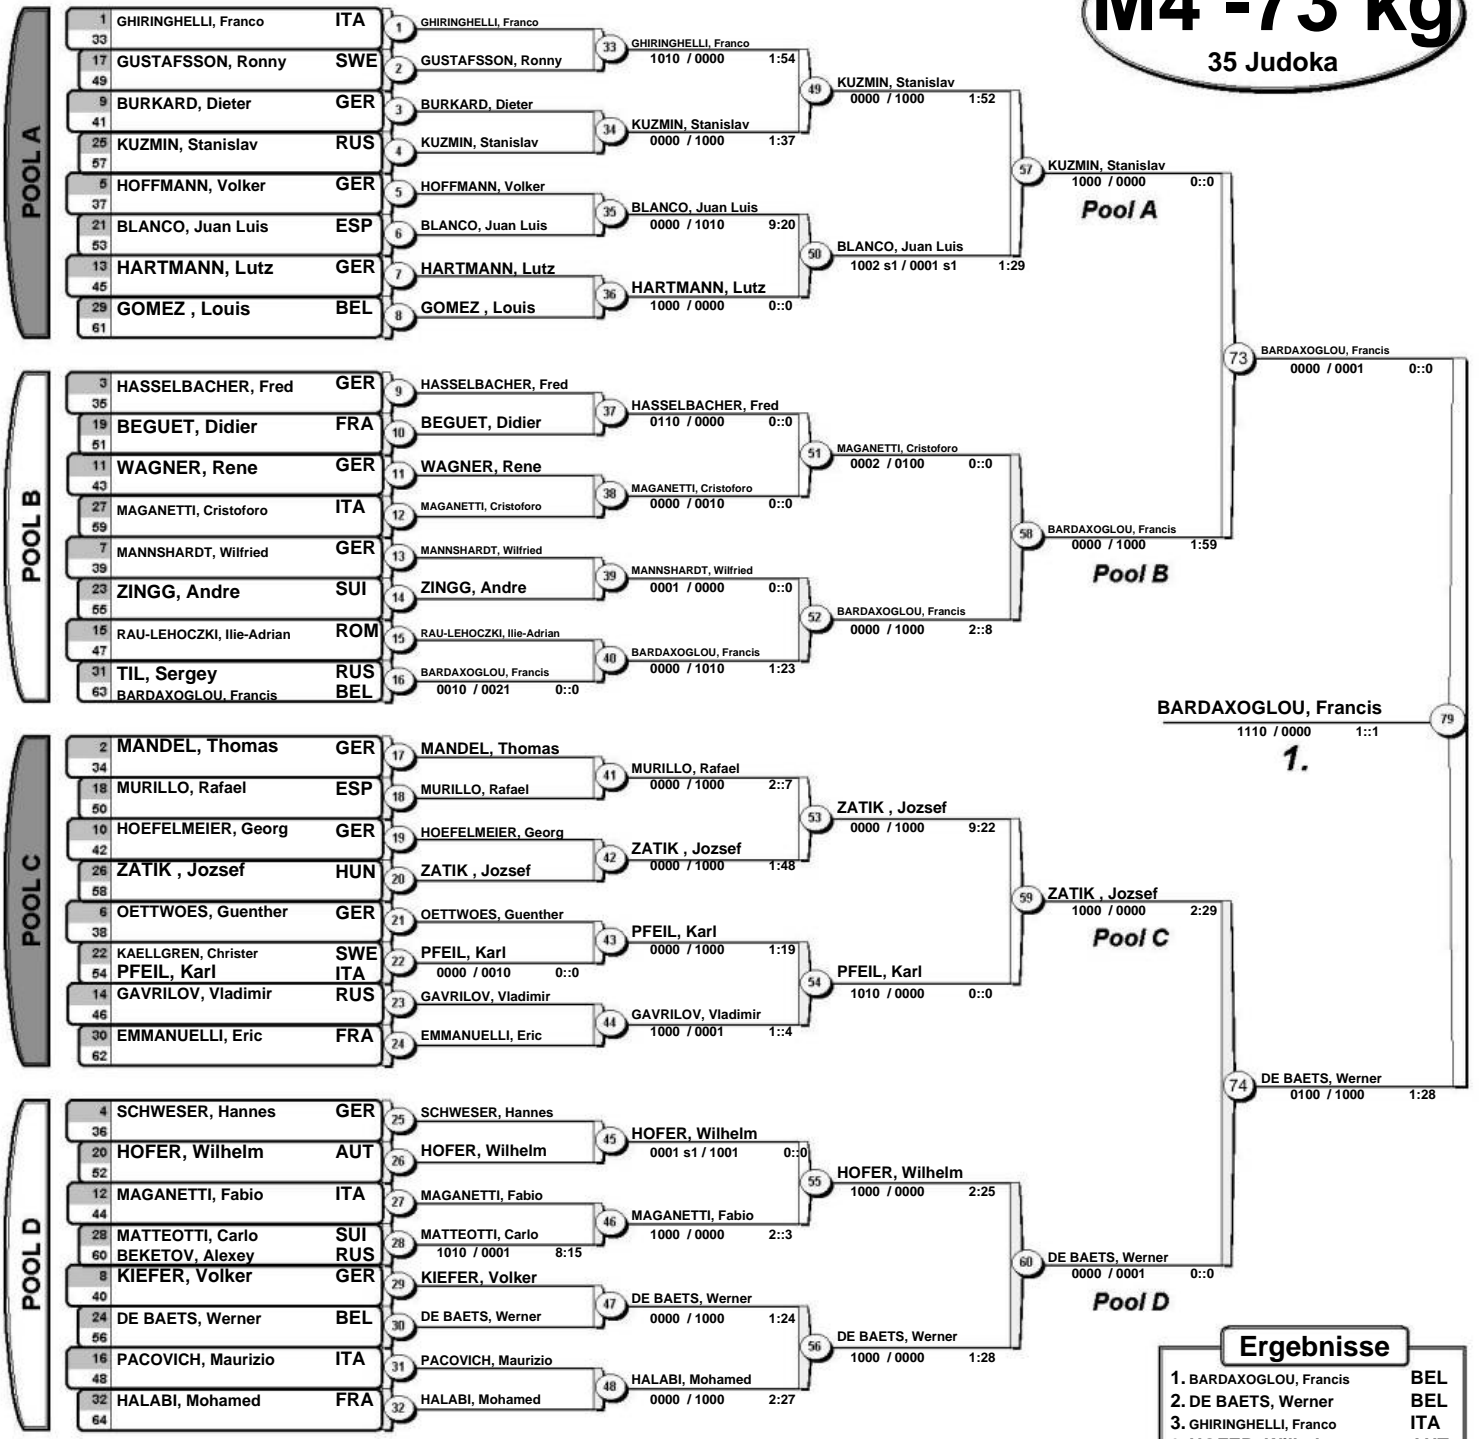 M4 -73 kg
35 Judoka
POOL A
1 GHIRINGHELLI, Franco ITA
33
17 GUSTAFSSON, Ronny SWE
49
9 BURKARD, Dieter GER
41
25 KUZMIN, Stanislav RUS
57
5 HOFFMANN, Volker GER
37
21 BLANCO, Juan Luis ESP
53
13 HARTMANN, Lutz GER
45
29 GOMEZ , Louis BEL
61
1 GHIRINGHELLI, Franco
2 GUSTAFSSON, Ronny
3 BURKARD, Dieter
4 KUZMIN, Stanislav
5 HOFFMANN, Volker
6 BLANCO, Juan Luis
7 HARTMANN, Lutz
8 GOMEZ , Louis
33 GHIRINGHELLI, Franco
1010 / 0000 1:54
34 KUZMIN, Stanislav
0000 / 1000 1:37
35 BLANCO, Juan Luis
0000 / 1010 9:20
36 HARTMANN, Lutz
1000 / 0000 0::0
49 KUZMIN, Stanislav
0000 / 1000 1:52
50 BLANCO, Juan Luis
1002 s1 / 0001 s1 1:29
57 KUZMIN, Stanislav
1000 / 0000 0::0
Pool A
POOL B
3 HASSELBACHER, Fred GER
35
19 BEGUET, Didier FRA
51
11 WAGNER, Rene GER
43
27 MAGANETTI, Cristoforo ITA
59
7 MANNSHARDT, Wilfried GER
39
23 ZINGG, Andre SUI
55
15 RAU-LEHOCZKI, Ilie-Adrian ROM
47
31 TIL, Sergey RUS
63 BARDAXOGLOU, Francis BEL
9 HASSELBACHER, Fred
10 BEGUET, Didier
11 WAGNER, Rene
12 MAGANETTI, Cristoforo
13 MANNSHARDT, Wilfried
14 ZINGG, Andre
15 RAU-LEHOCZKI, Ilie-Adrian
16 BARDAXOGLOU, Francis
0010 / 0021 0::0
37 HASSELBACHER, Fred
0110 / 0000 0::0
38 MAGANETTI, Cristoforo
0000 / 0010 0::0
39 MANNSHARDT, Wilfried
0001 / 0000 0::0
40 BARDAXOGLOU, Francis
0000 / 1010 1:23
51 MAGANETTI, Cristoforo
0002 / 0100 0::0
52 BARDAXOGLOU, Francis
0000 / 1000 2::8
58 BARDAXOGLOU, Francis
0000 / 1000 1:59
Pool B
73 BARDAXOGLOU, Francis
0000 / 0001 0::0
BARDAXOGLOU, Francis 79
1110 / 0000 1::1
1.
POOL C
2 MANDEL, Thomas GER
34
18 MURILLO, Rafael ESP
50
10 HOEFELMEIER, Georg GER
42
26 ZATIK , Jozsef HUN
58
6 OETTWOES, Guenther GER
38
22 KAELLGREN, Christer SWE
54 PFEIL, Karl ITA
14 GAVRILOV, Vladimir RUS
46
30 EMMANUELLI, Eric FRA
62
17 MANDEL, Thomas
18 MURILLO, Rafael
19 HOEFELMEIER, Georg
20 ZATIK , Jozsef
21 OETTWOES, Guenther
22 PFEIL, Karl
0000 / 0010 0::0
23 GAVRILOV, Vladimir
24 EMMANUELLI, Eric
41 MURILLO, Rafael
0000 / 1000 2::7
42 ZATIK , Jozsef
0000 / 1000 1:48
43 PFEIL, Karl
0000 / 1000 1:19
44 GAVRILOV, Vladimir
1000 / 0001 1::4
53 ZATIK , Jozsef
0000 / 1000 9:22
54 PFEIL, Karl
1010 / 0000 0::0
59 ZATIK , Jozsef
1000 / 0000 2:29
Pool C
74 DE BAETS, Werner
0100 / 1000 1:28
POOL D
4 SCHWESER, Hannes GER
36
20 HOFER, Wilhelm AUT
52
12 MAGANETTI, Fabio ITA
44
28 MATTEOTTI, Carlo SUI
60 BEKETOV, Alexey RUS
8 KIEFER, Volker GER
40
24 DE BAETS, Werner BEL
56
16 PACOVICH, Maurizio ITA
48
32 HALABI, Mohamed FRA
64
25 SCHWESER, Hannes
26 HOFER, Wilhelm
27 MAGANETTI, Fabio
28 MATTEOTTI, Carlo
1010 / 0001 8:15
29 KIEFER, Volker
30 DE BAETS, Werner
31 PACOVICH, Maurizio
32 HALABI, Mohamed
45 HOFER, Wilhelm
0001 s1 / 1001 0::0
46 MAGANETTI, Fabio
1000 / 0000 2::3
47 DE BAETS, Werner
0000 / 1000 1:24
48 HALABI, Mohamed
0000 / 1000 2:27
55 HOFER, Wilhelm
1000 / 0000 2:25
56 DE BAETS, Werner
1000 / 0000 1:28
60 DE BAETS, Werner
0000 / 0001 0::0
Pool D
Ergebnisse
1. BARDAXOGLOU, Francis BEL
2. DE BAETS, Werner BEL
3. GHIRINGHELLI, Franco ITA